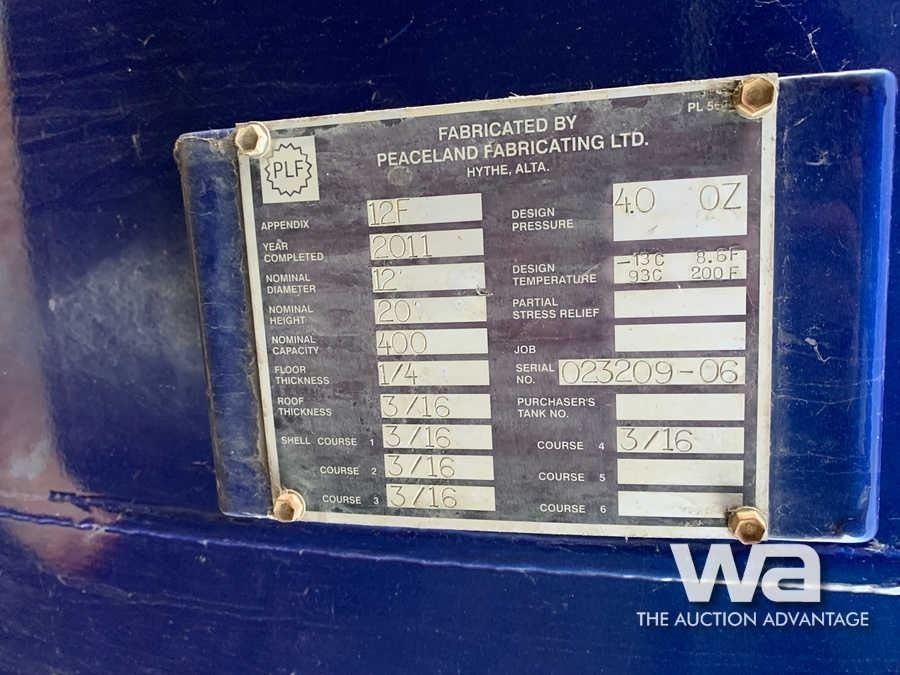 PLF
FABRICATED BY
PEACELAND FABRICATING LTD.
HYTHE, ALTA.
APPENDIX 12F
YEAR
COMPLETED 2011
NOMINAL
DIAMETER 12'
NOMINAL
HEIGHT 20'
NOMINAL
CAPACITY 400
FLOOR
THICKNESS 1/4
ROOF
THICKNESS 3/16
SHELL COURSE 1 3/16
COURSE 2 3/16
COURSE 3 3/16
DESIGN
PRESSURE 4.0 OZ
DESIGN
TEMPERATURE -13C 8.6F
93C 200F
PARTIAL
STRESS RELIEF
JOB
SERIAL
NO. 023209-06
PURCHASER'S
TANK NO.
COURSE 4 3/16
COURSE 5
COURSE 6
wa
THE AUCTION ADVANTAGE